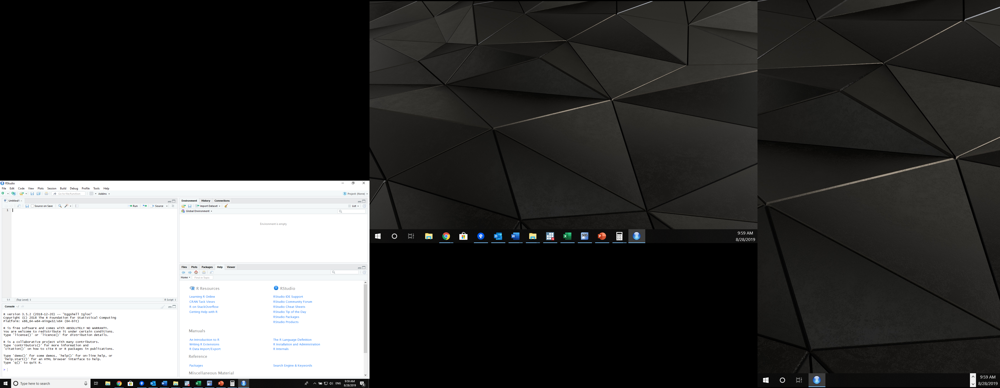 RStudio
File Edit Code View Plots Session Build Debug Profile Tools Help
Go to file/function Addins Project: (None)
Untitled1
Source on Save Run Source
1
1:1 (Top Level) R Script
Console ~/
R version 3.5.2 (2018-12-20) -- "Eggshell Igloo"
Copyright (C) 2018 The R Foundation for Statistical Computing
Platform: x86_64-w64-mingw32/x64 (64-bit)
R is free software and comes with ABSOLUTELY NO WARRANTY.
You are welcome to redistribute it under certain conditions.
Type 'license()' or 'licence()' for distribution details.
R is a collaborative project with many contributors.
Type 'contributors()' for more information and
'citation()' on how to cite R or R packages in publications.
Type 'demo()' for some demos, 'help()' for on-line help, or
'help.start()' for an HTML browser interface to help.
Type 'q()' to quit R.
>
Environment History Connections
Import Dataset List
Global Environment
Environment is empty
Files Plots Packages Help Viewer
Home Find in Topic
R Resources
Learning R Online
CRAN Task Views
R on StackOverflow
Getting Help with R
RStudio
RStudio IDE Support
RStudio Community Forum
RStudio Cheat Sheets
RStudio Tip of the Day
RStudio Packages
RStudio Products
Manuals
An Introduction to R
Writing R Extensions
R Data Import/Export
The R Language Definition
R Installation and Administration
R Internals
Reference
Packages
Search Engine & Keywords
Miscellaneous Material
Type here to search
ENG
9:59 AM
8/28/2019
4
9:59 AM
8/28/2019
9:59 AM
8/28/2019